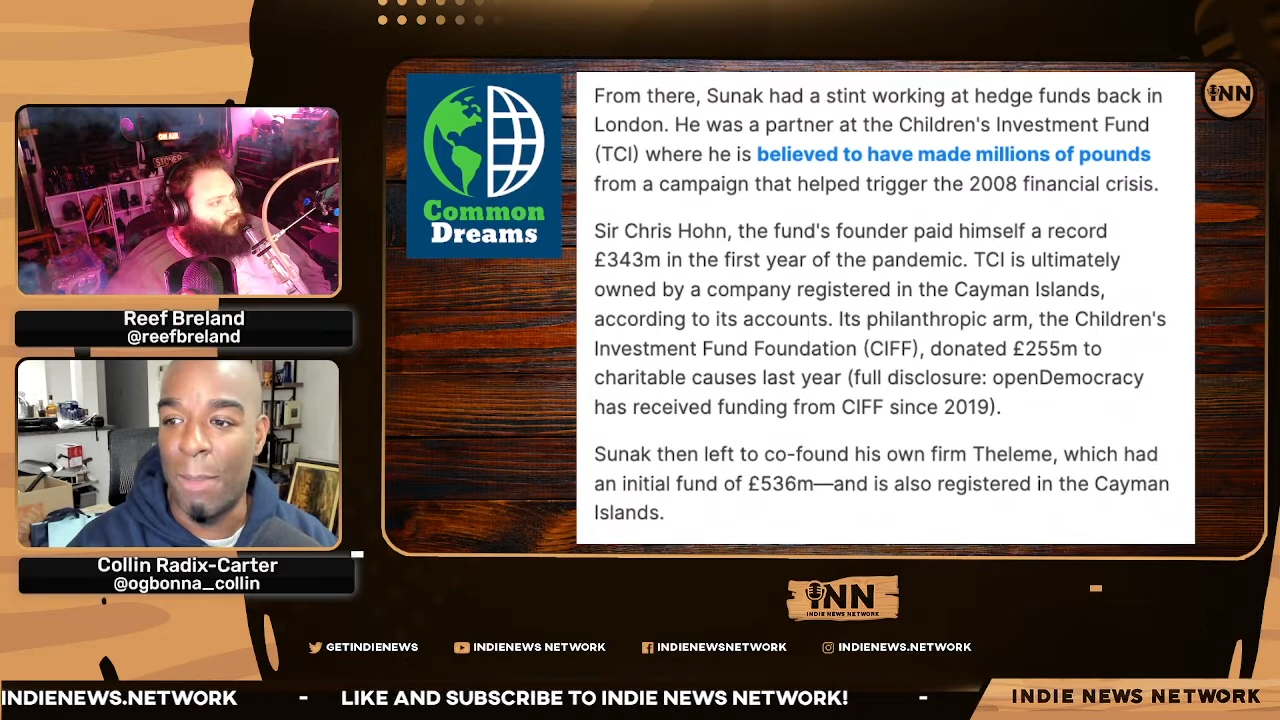 ON AIR
Common
Dreams
From there, Sunak had a stint working at hedge funds back in
London. He was a partner at the Children's Investment Fund
(TCI) where he is believed to have made millions of pounds
from a campaign that helped trigger the 2008 financial crisis.
Sir Chris Hohn, the fund's founder paid himself a record
£343m in the first year of the pandemic. TCI is ultimately
owned by a company registered in the Cayman Islands,
according to its accounts. Its philanthropic arm, the Children's
Investment Fund Foundation (CIFF), donated £255m to
charitable causes last year (full disclosure: openDemocracy
has received funding from CIFF since 2019).
Sunak then left to co-found his own firm Theleme, which had
an initial fund of £536m—and is also registered in the Cayman
Islands.
INN
Reef Breland
@reefbreland
Collin Radix-Carter
@ogbonna_collin
INN
INDIE NEWS NETWORK
GETINDIENEWS
INDIENEWS NETWORK
INDIENEWSNETWORK
INDIENEWS.NETWORK
INDIENEWS.NETWORK - LIKE AND SUBSCRIBE TO INDIE NEWS NETWORK! -
INDIE NEWS NETWORK